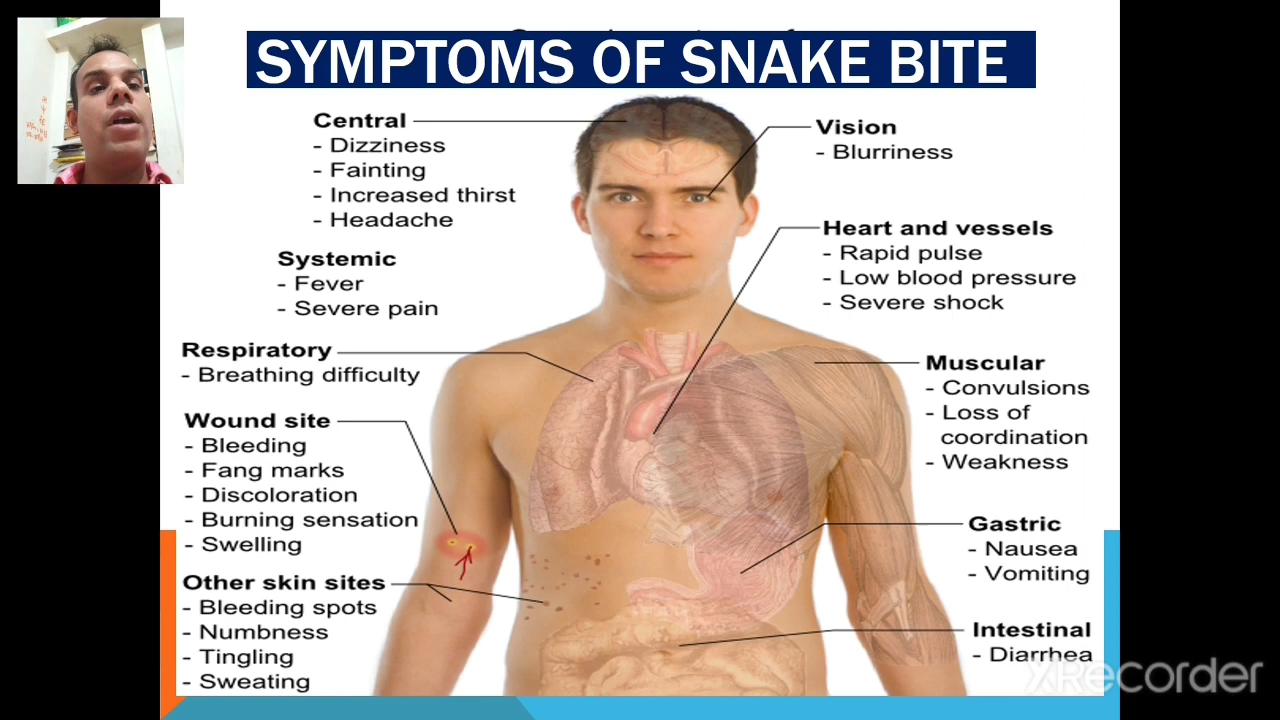 SYMPTOMS OF SNAKE BITE
Central
- Dizziness
- Fainting
- Increased thirst
- Headache
Systemic
- Fever
- Severe pain
Respiratory
- Breathing difficulty
Wound site
- Bleeding
- Fang marks
- Discoloration
- Burning sensation
- Swelling
Other skin sites
- Bleeding spots
- Numbness
- Tingling
- Sweating
Vision
- Blurriness
Heart and vessels
- Rapid pulse
- Low blood pressure
- Severe shock
Muscular
- Convulsions
- Loss of
coordination
- Weakness
Gastric
- Nausea
- Vomiting
Intestinal
- Diarrhea
XRecorder